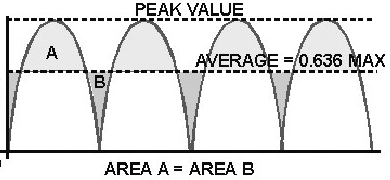 PEAK VALUE
AVERAGE = 0.636 MAX
A
B
AREA A = AREA B